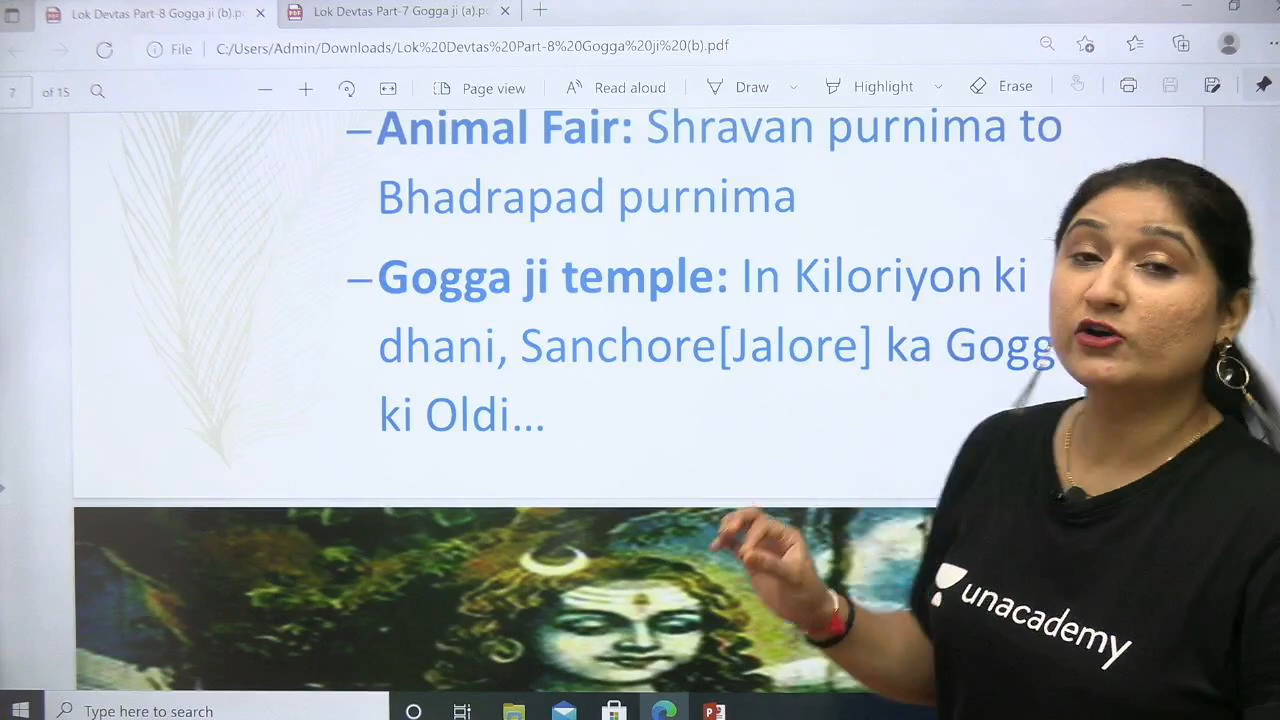 Lok Devtas Part-8 Gogga ji (b).p
Lok Devtas Part-7 Gogga ji (a).p
File
C:/Users/Admin/Downloads/Lok%20Devtas%20Part-8%20Gogga%20ji%20(b).pdf
7 of 15
Page view
Read aloud
Draw
Highlight
Erase
–Animal Fair: Shravan purnima to
Bhadrapad purnima
–Gogga ji temple: In Kiloriyon ki
dhani, Sanchore[Jalore] ka Gogg
ki Oldi...
unacademy
Type here to search